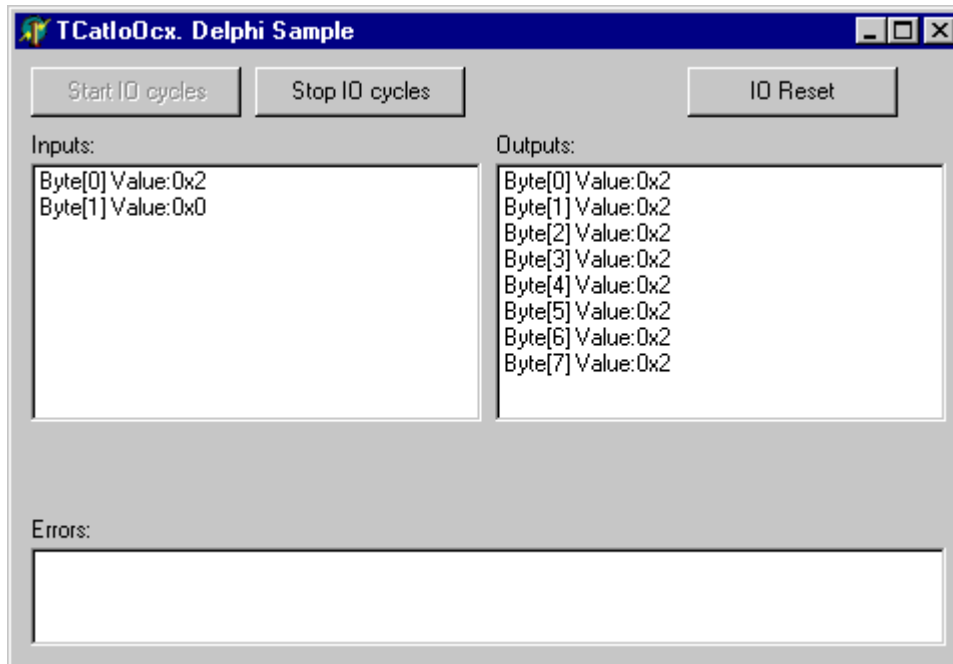 TCatIoOcx. Delphi Sample
Start IO cycles
Stop IO cycles
IO Reset
Inputs:
Byte[0] Value:0x2
Byte[1] Value:0x0
Outputs:
Byte[0] Value:0x2
Byte[1] Value:0x2
Byte[2] Value:0x2
Byte[3] Value:0x2
Byte[4] Value:0x2
Byte[5] Value:0x2
Byte[6] Value:0x2
Byte[7] Value:0x2
Errors: